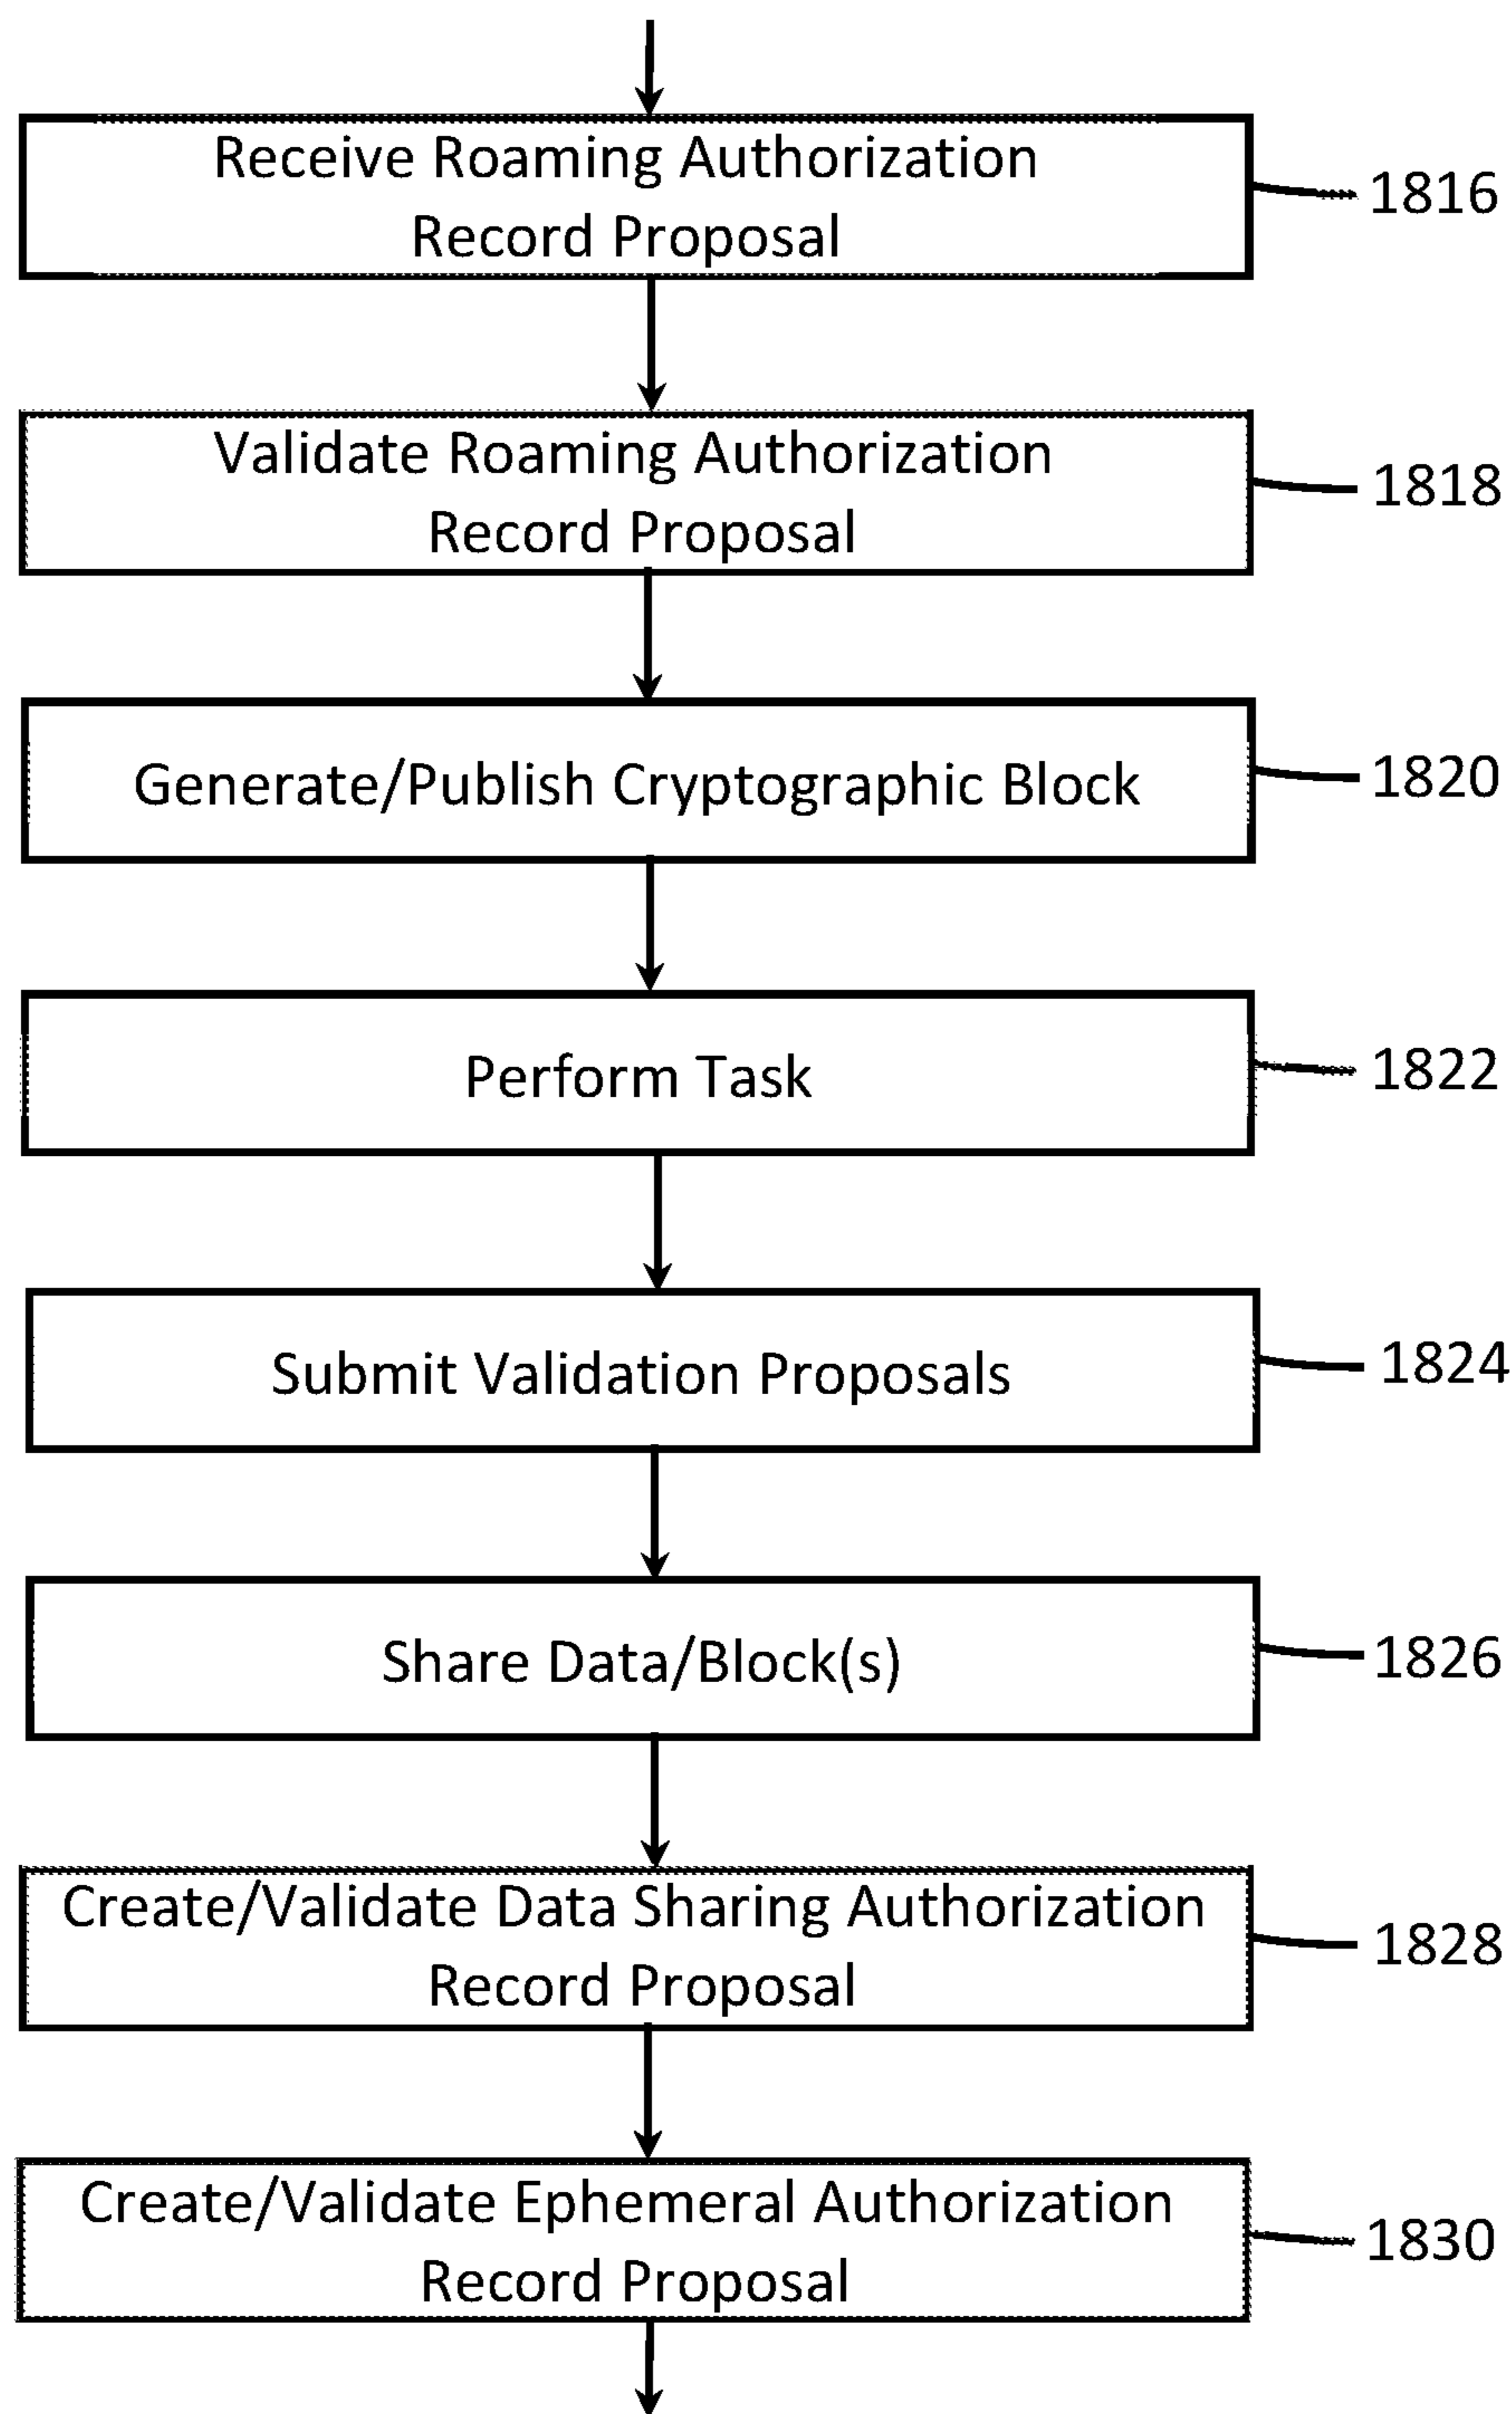 Receive Roaming Authorization
Record Proposal
1816
Validate Roaming Authorization
Record Proposal
1818
Generate/Publish Cryptographic Block
1820
Perform Task
1822
Submit Validation Proposals
1824
Share Data/Block(s)
1826
Create/Validate Data Sharing Authorization
Record Proposal
1828
Create/Validate Ephemeral Authorization
Record Proposal
1830